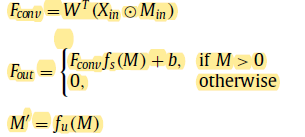 F_conv = W^T (X_in ⊙ M_in)
F_out = { F_conv f_s(M) + b, if M > 0
0, otherwise
M′ = f_u(M)